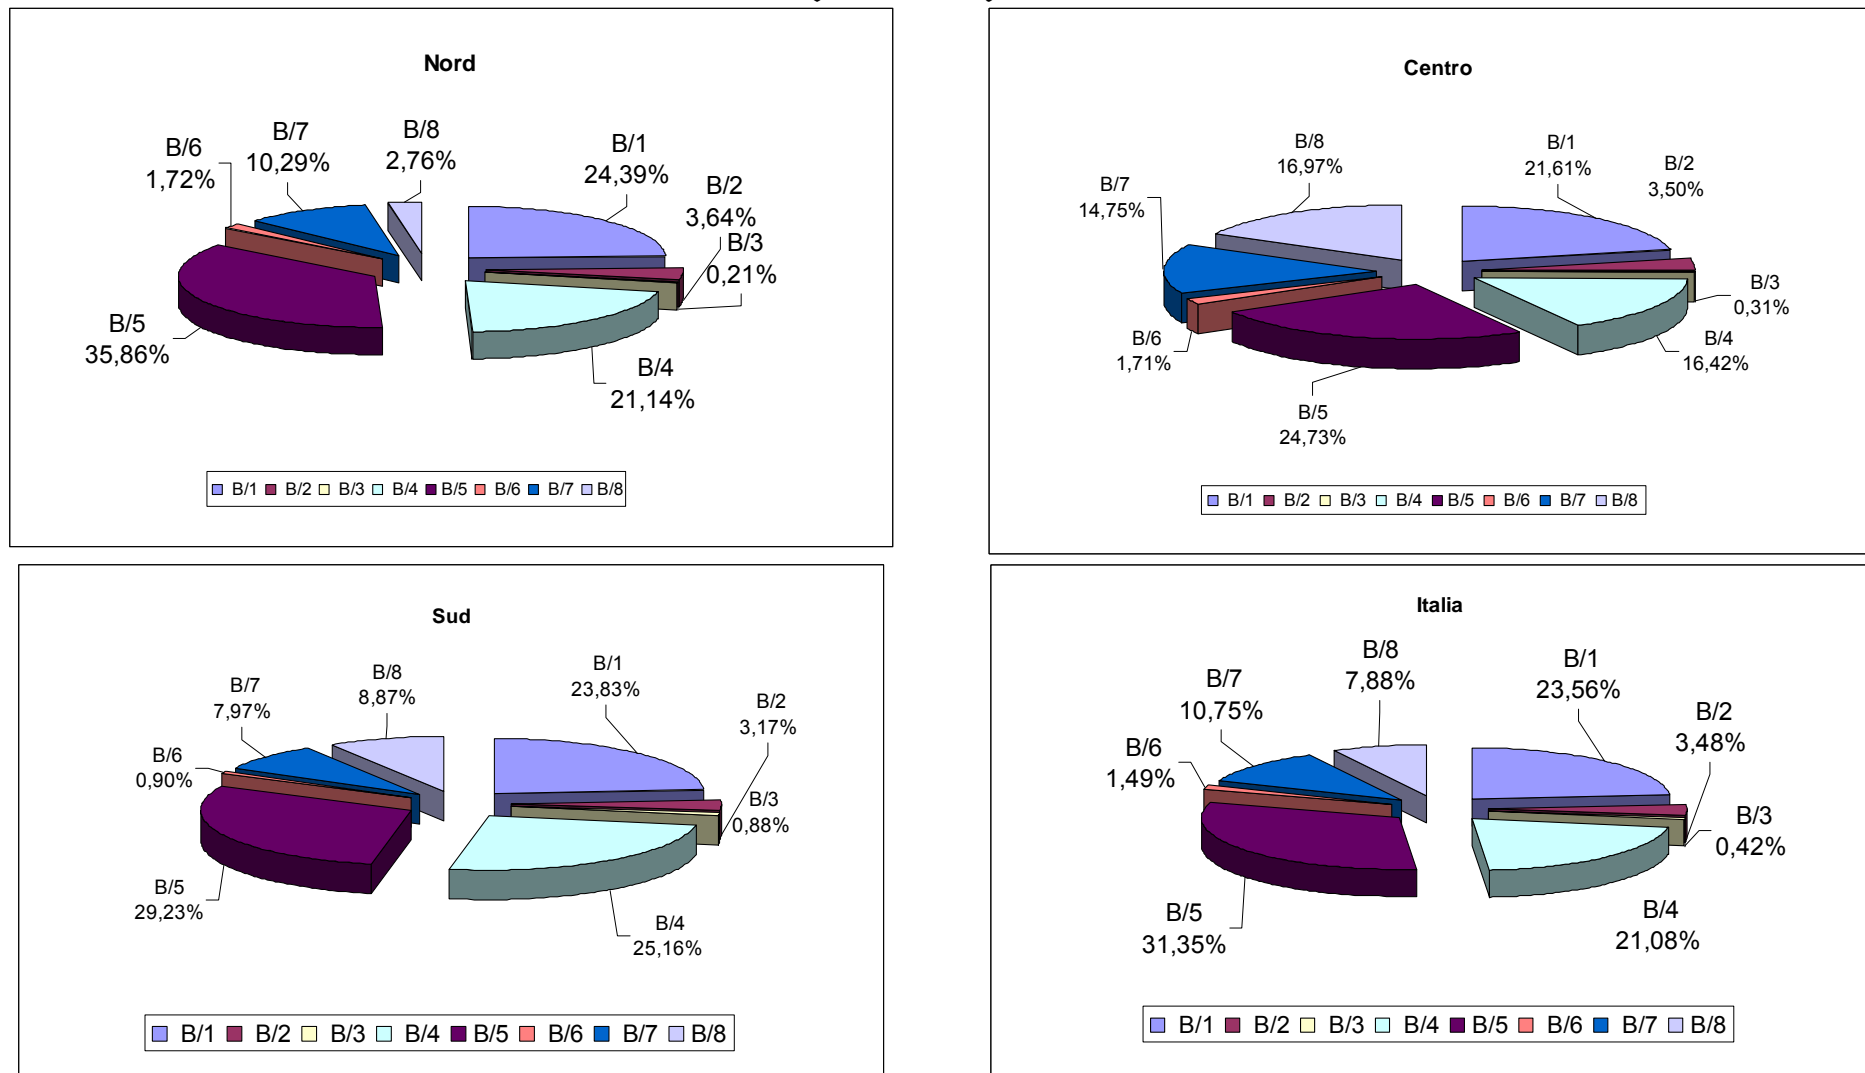 Nord
B/1
24,39%
B/2
3,64%
B/3
0,21%
B/4
21,14%
B/5
35,86%
B/6
1,72%
B/7
10,29%
B/8
2,76%
B/1 B/2 B/3 B/4 B/5 B/6 B/7 B/8
Centro
B/1
21,61%
B/2
3,50%
B/3
0,31%
B/4
16,42%
B/5
24,73%
B/6
1,71%
B/7
14,75%
B/8
16,97%
B/1 B/2 B/3 B/4 B/5 B/6 B/7 B/8
Sud
B/1
23,83%
B/2
3,17%
B/3
0,88%
B/4
25,16%
B/5
29,23%
B/6
0,90%
B/7
7,97%
B/8
8,87%
B/1 B/2 B/3 B/4 B/5 B/6 B/7 B/8
Italia
B/1
23,56%
B/2
3,48%
B/3
0,42%
B/4
21,08%
B/5
31,35%
B/6
1,49%
B/7
10,75%
B/8
7,88%
B/1 B/2 B/3 B/4 B/5 B/6 B/7 B/8